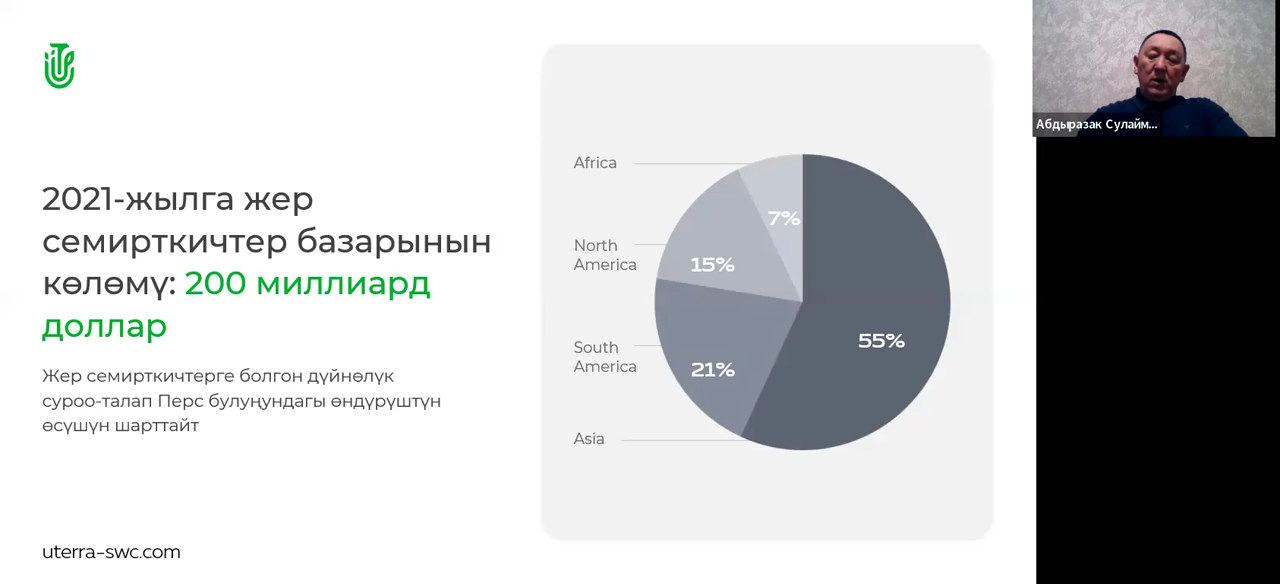 2021-жылга жер
семирткичтер базарынын
көлөмү: 200 миллиард
доллар
Жер семирткичтерге болгон дүйнөлүк
суроо-талап Перс булуңундагы өндүрүштүн
өсүшүн шарттайт
uterra-swc.com
Africa
7%
North
America
15%
South
America
21%
55%
Asia
Абдыразак Сулайм...